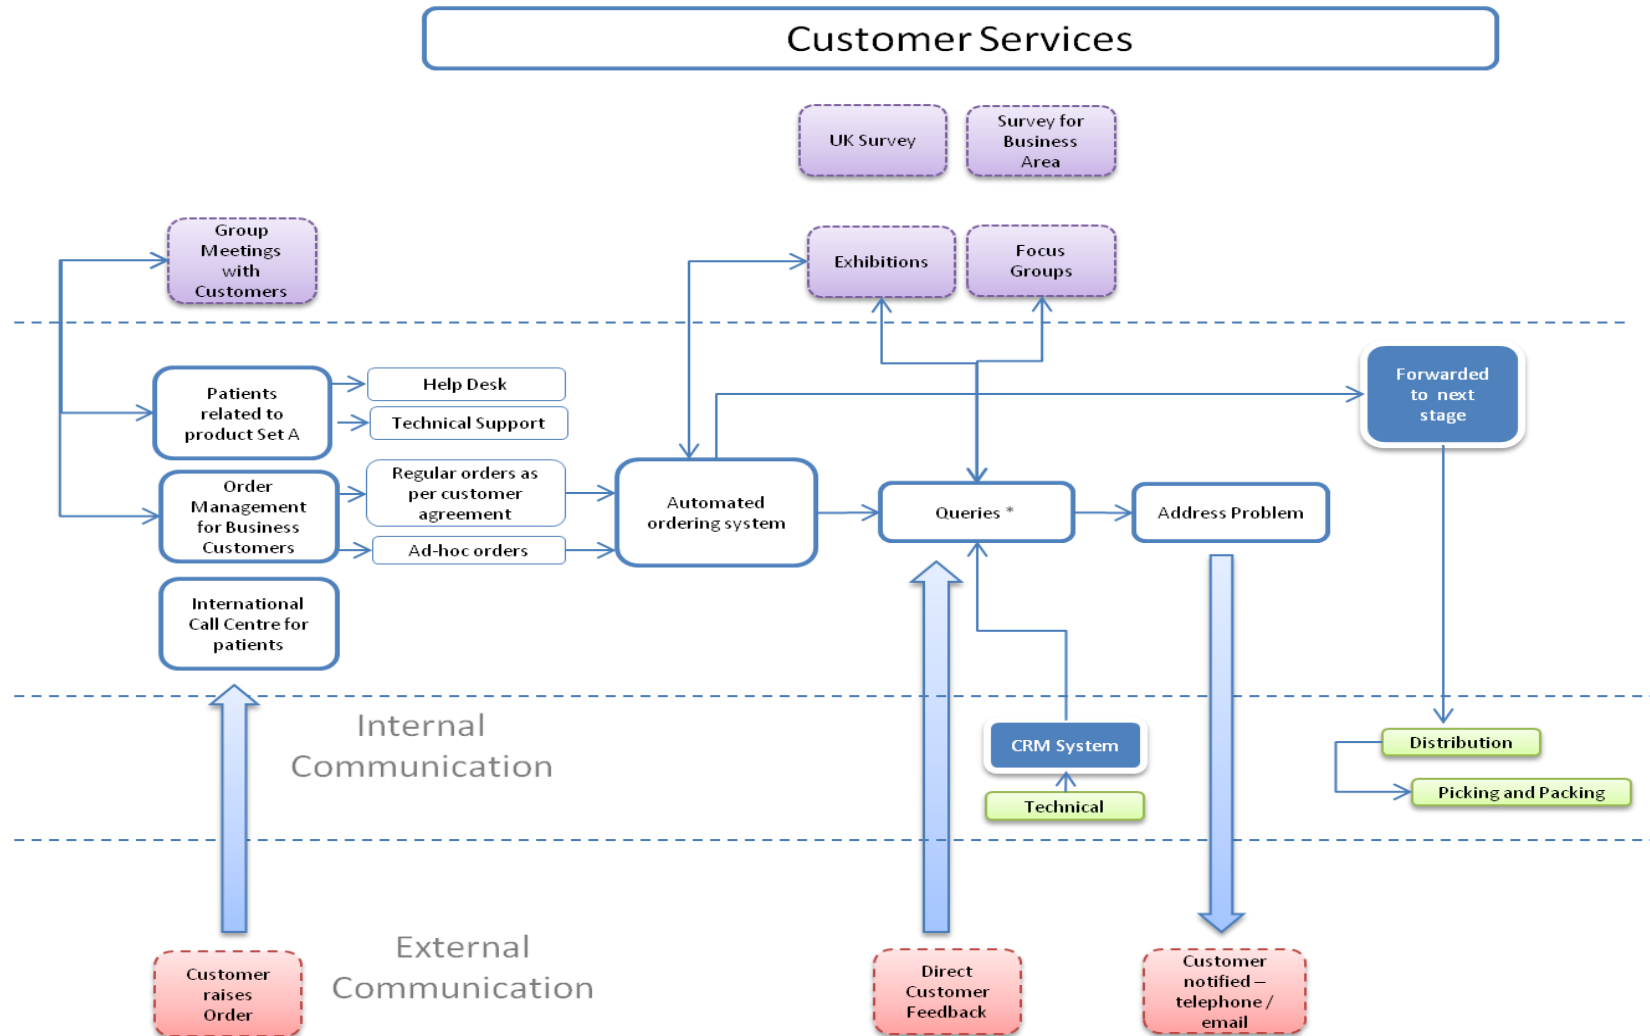 Customer Services
UK Survey
Survey for
Business
Area
Group
Meetings
with
Customers
Exhibitions
Focus
Groups
Patients
related to
product Set A
Help Desk
Technical Support
Forwarded
to next
stage
Order
Management
for Business
Customers
Regular orders as
per customer
agreement
Ad-hoc orders
Automated
ordering system
Queries *
Address Problem
International
Call Centre for
patients
Internal
Communication
CRM System
Technical
Distribution
Picking and Packing
External
Communication
Customer
raises
Order
Direct
Customer
Feedback
Customer
notified –
telephone /
email